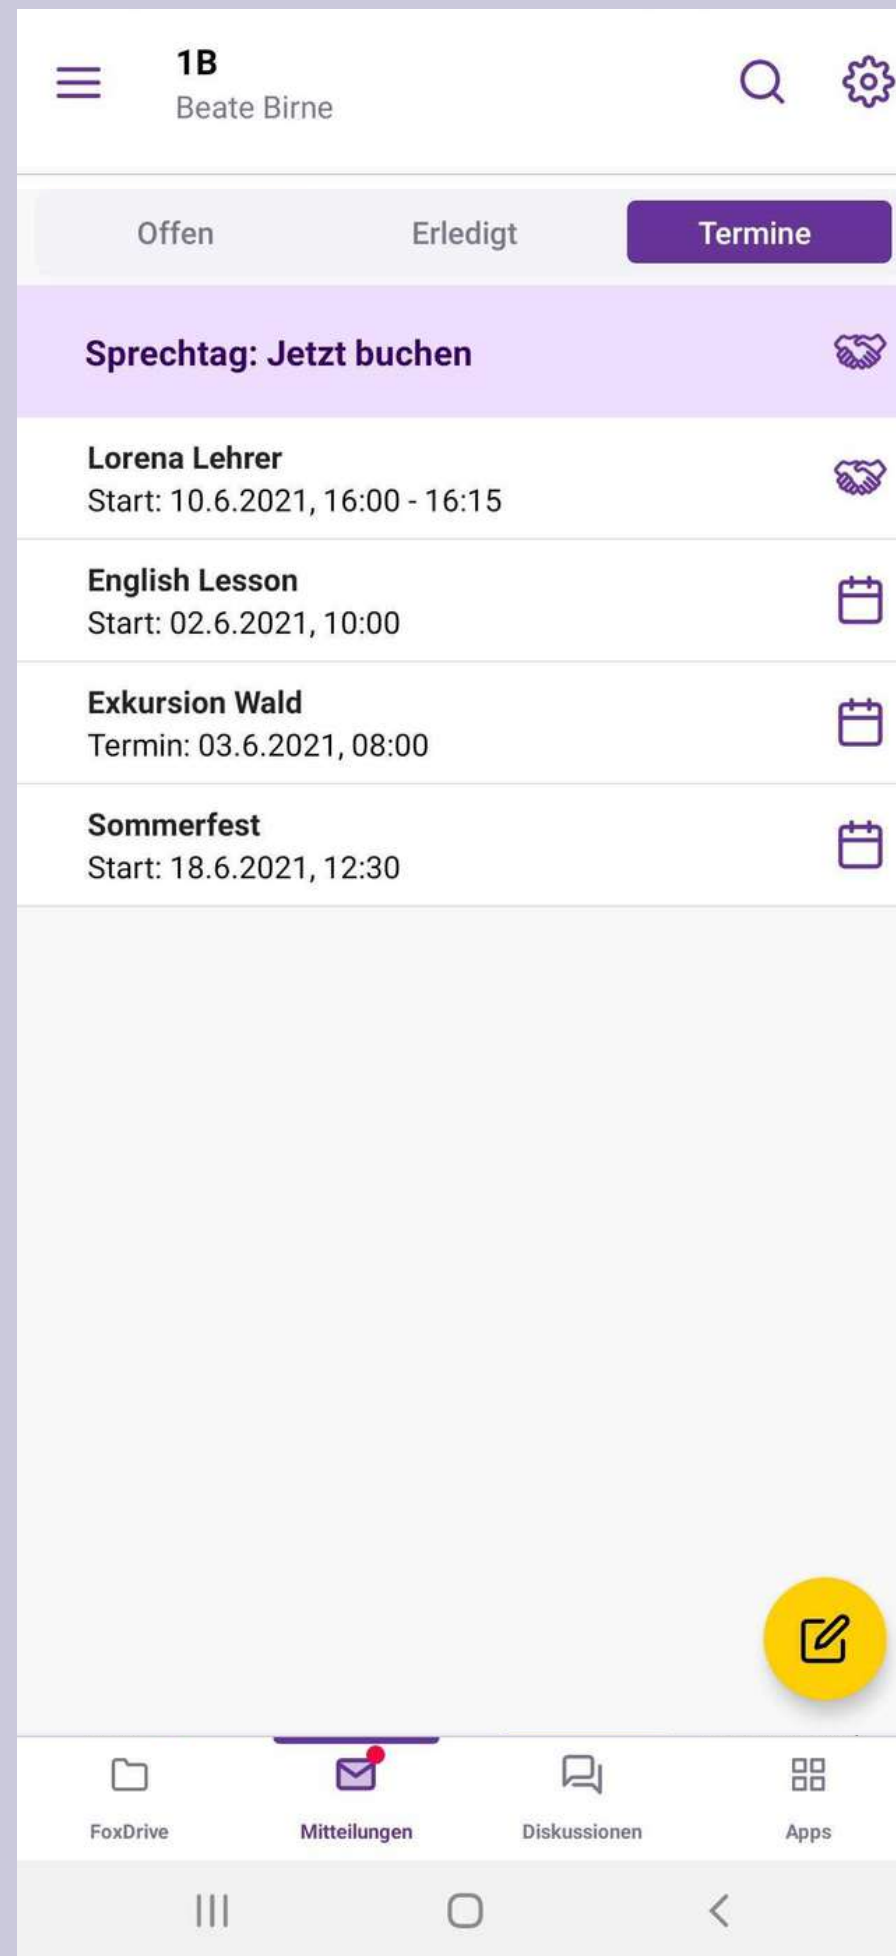 1B
Beate Birne
Offen Erledigt Termine
Sprechtag: Jetzt buchen
Lorena Lehrer
Start: 10.6.2021, 16:00 - 16:15
English Lesson
Start: 02.6.2021, 10:00
Exkursion Wald
Termin: 03.6.2021, 08:00
Sommerfest
Start: 18.6.2021, 12:30
FoxDrive Mitteilungen Diskussionen Apps